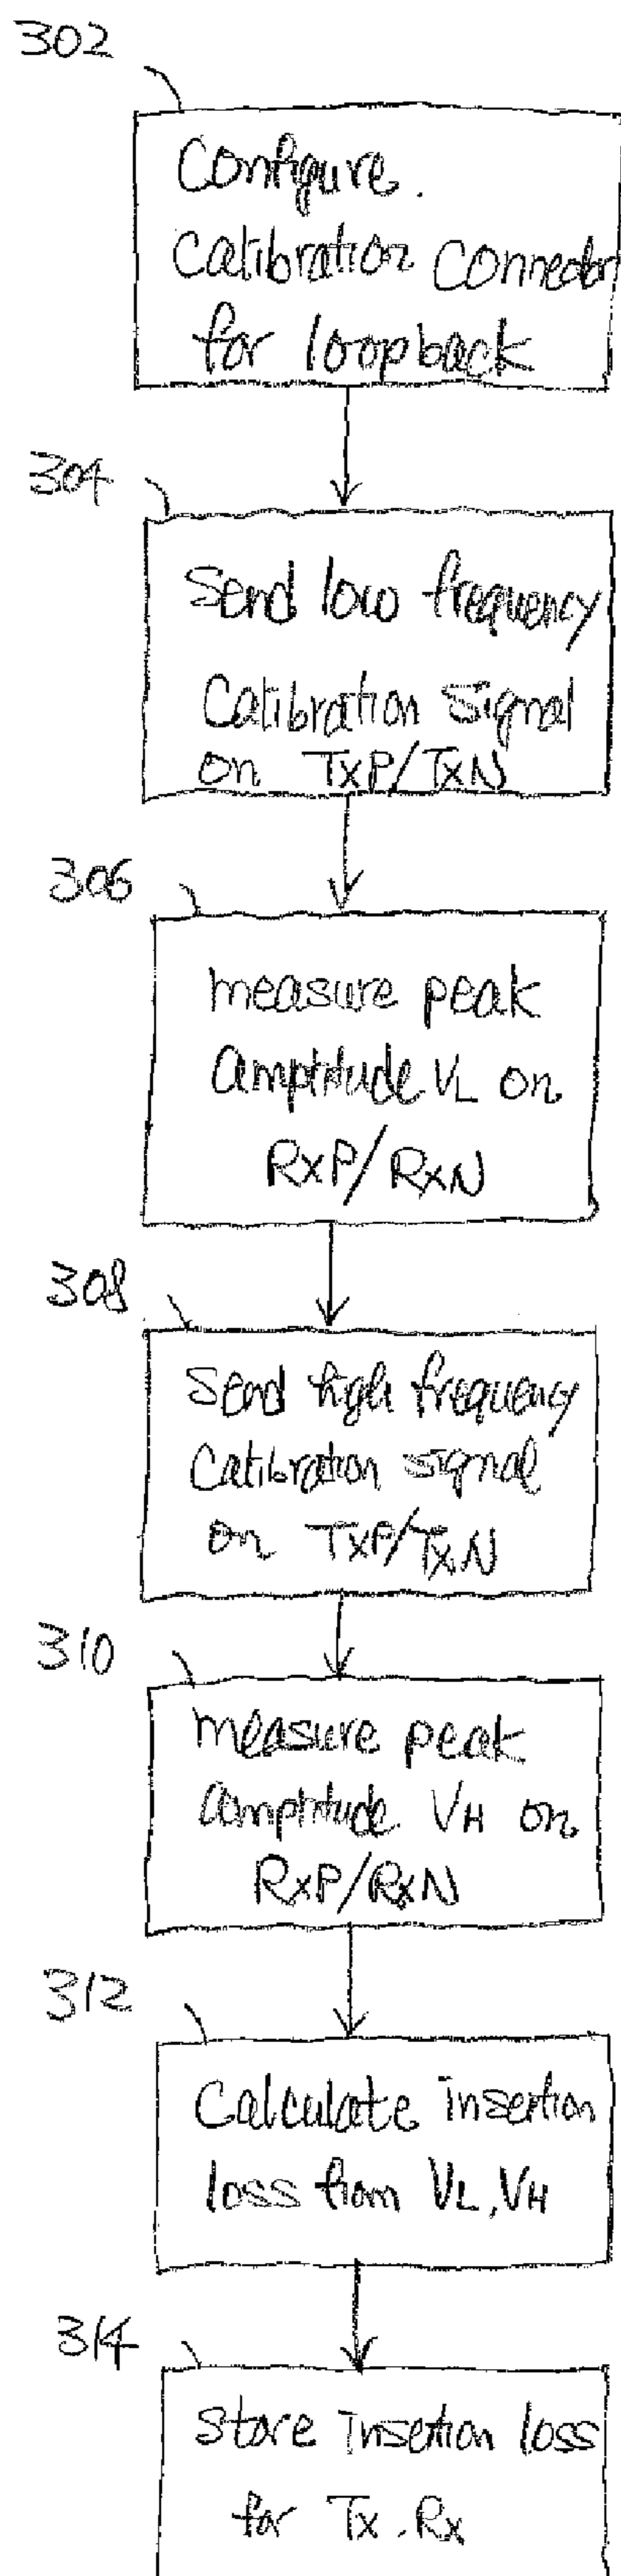 302
Configure.
Calibration Connector
for loopback
304
Send low frequency
Calibration signal
on TxP/TxN
306
measure peak
amplitude VL on
RxP/RxN
308
Send high frequency
Calibration signal
on TxP/TxN
310
measure peak
amplitude VH on
RxP/RxN
312
Calculate insertion
loss from VL, VH
314
Store Insertion loss
for Tx, Rx